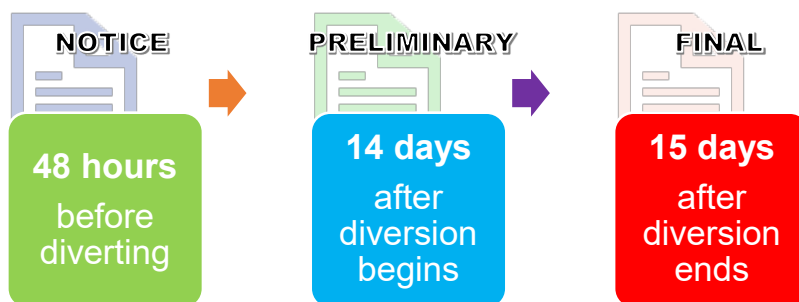 NOTICE
48 hours
before
diverting
PRELIMINARY
14 days
after
diversion
begins
FINAL
15 days
after
diversion
ends